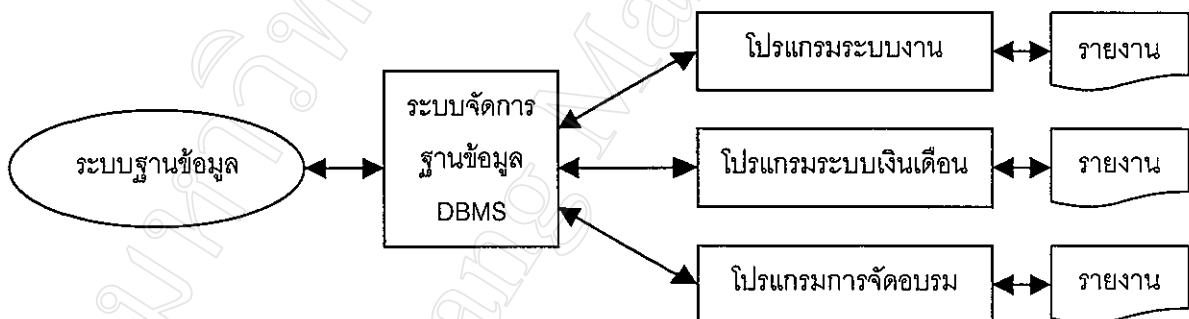 โปรแกรมระบบงาน
รายงาน
ระบบจัดการ
ฐานข้อมูล
DBMS
ระบบฐานข้อมูล
โปรแกรมระบบเงินเดือน
รายงาน
โปรแกรมการจัดอบรม
รายงาน